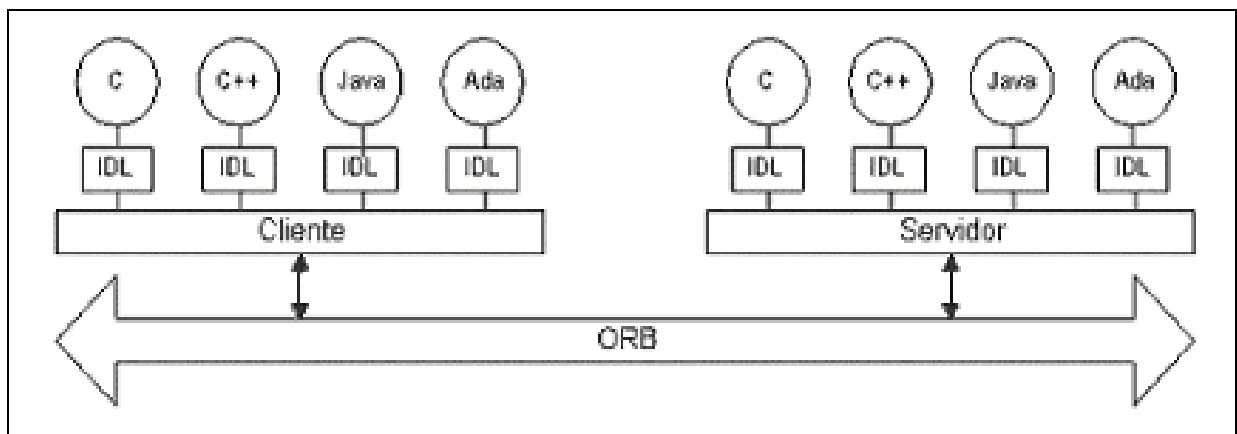 C C++ Java Ada C C++ Java Ada
IDL IDL IDL IDL IDL IDL IDL IDL
Cliente Servidor
ORB